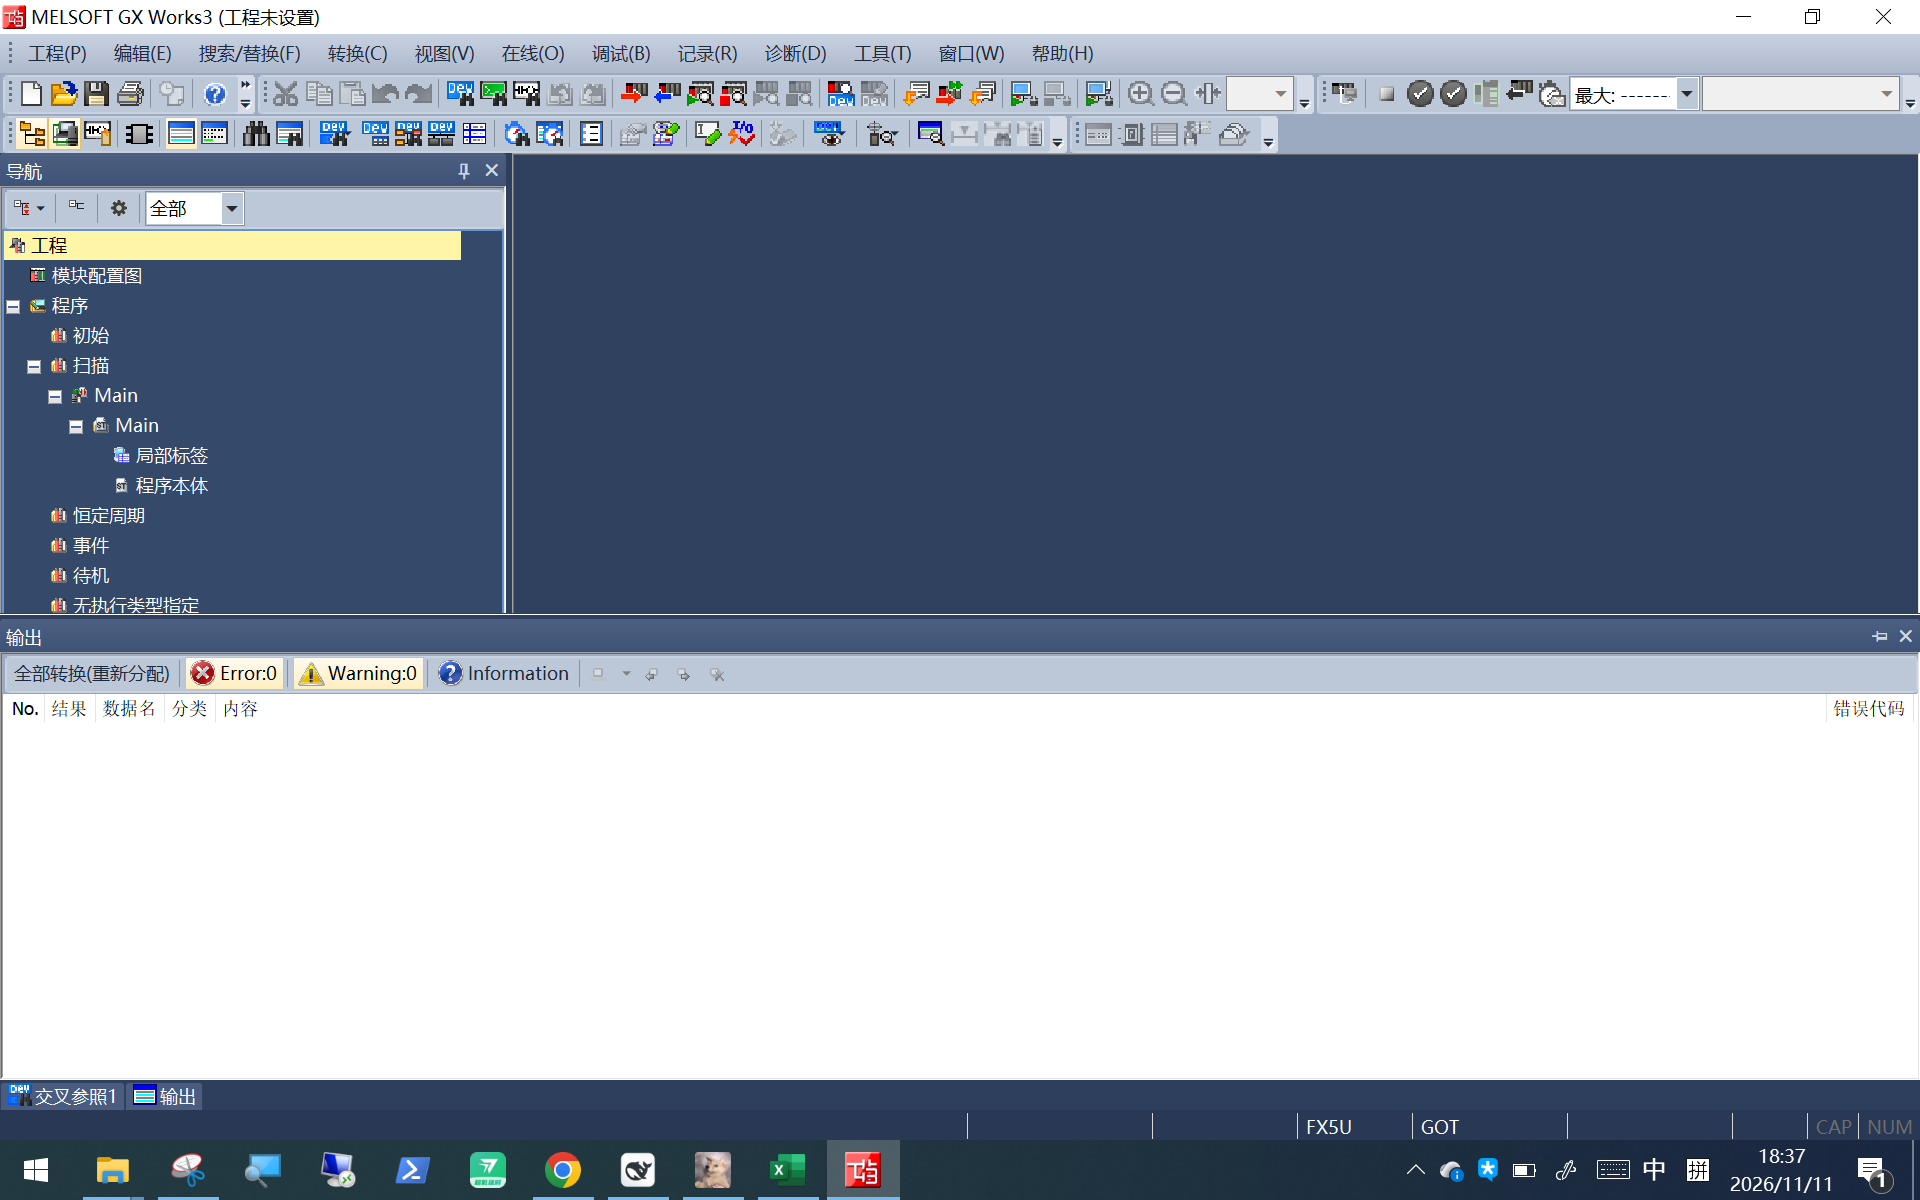 MELSOFT GX Works3 (工程未设置)
工程(P) 编辑(E) 搜索/替换(F) 转换(C) 视图(V) 在线(O) 调试(B) 记录(R) 诊断(D) 工具(T) 窗口(W) 帮助(H)
最大: -------
导航
全部
工程
模块配置图
程序
初始
扫描
Main
Main
局部标签
程序本体
恒定周期
事件
待机
无执行类型指定
输出
全部转换(重新分配) Error:0 Warning:0 Information
No. 结果 数据名 分类 内容 错误代码
交叉参照1 输出
FX5U GOT CAP NUM
中 拼 18:37
2026/11/11
1